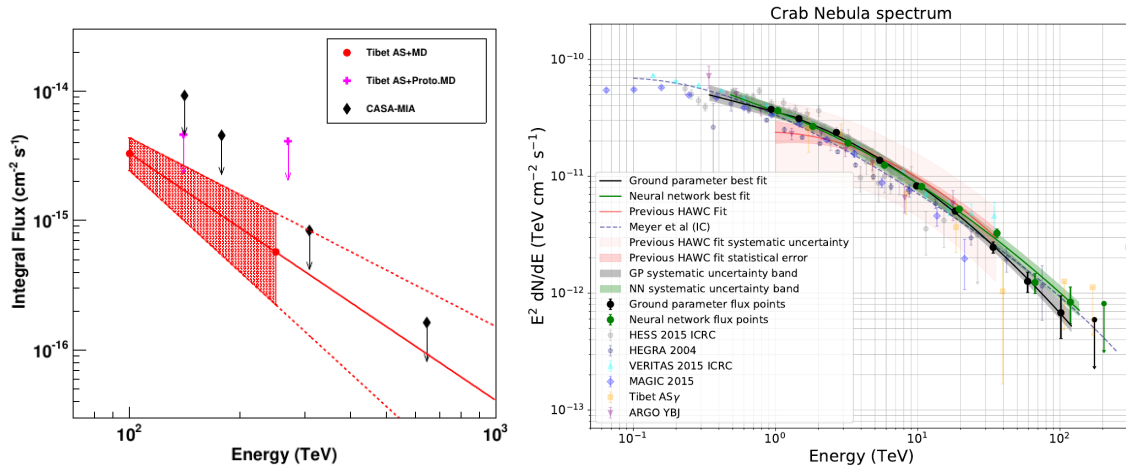 Tibet AS+MD
Tibet AS+Proto.MD
CASA-MIA
Integral Flux (cm⁻² s⁻¹)
10⁻¹⁴
10⁻¹⁵
10⁻¹⁶
10²
10³
Energy (TeV)
Crab Nebula spectrum
E² dN/dE (TeV cm⁻² s⁻¹)
10⁻¹⁰
10⁻¹¹
10⁻¹²
10⁻¹³
Ground parameter best fit
Neural network best fit
Previous HAWC Fit
Meyer et al (IC)
Previous HAWC fit systematic uncertainty
Previous HAWC fit statistical error
GP systematic uncertainty band
NN systematic uncertainty band
Ground parameter flux points
Neural network flux points
HESS 2015 ICRC
HEGRA 2004
VERITAS 2015 ICRC
MAGIC 2015
Tibet ASγ
ARGO YBJ
10⁻¹
10⁰
10¹
10²
Energy (TeV)